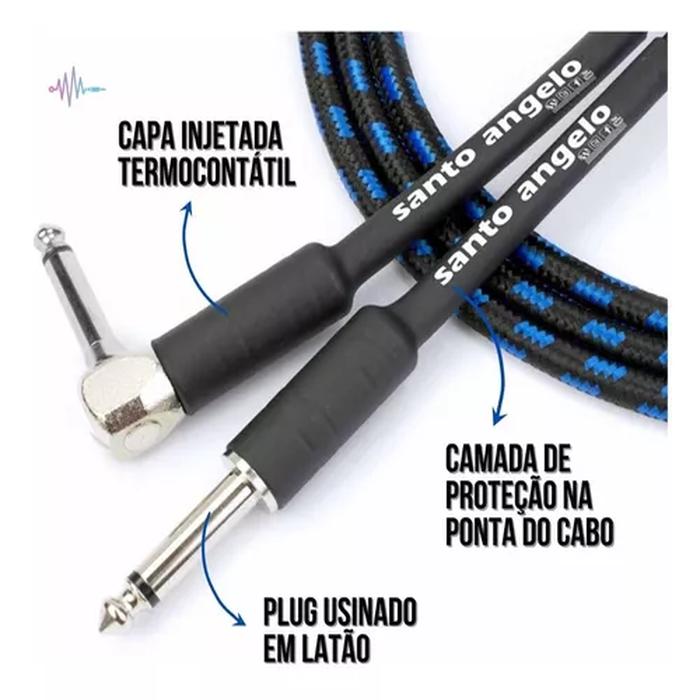 CAPA INJETADA
TERMOCONTÁTIL
santo angelo
santo angelo
CAMADA DE
PROTEÇÃO NA
PONTA DO CABO
PLUG USINADO
EM LATÃO